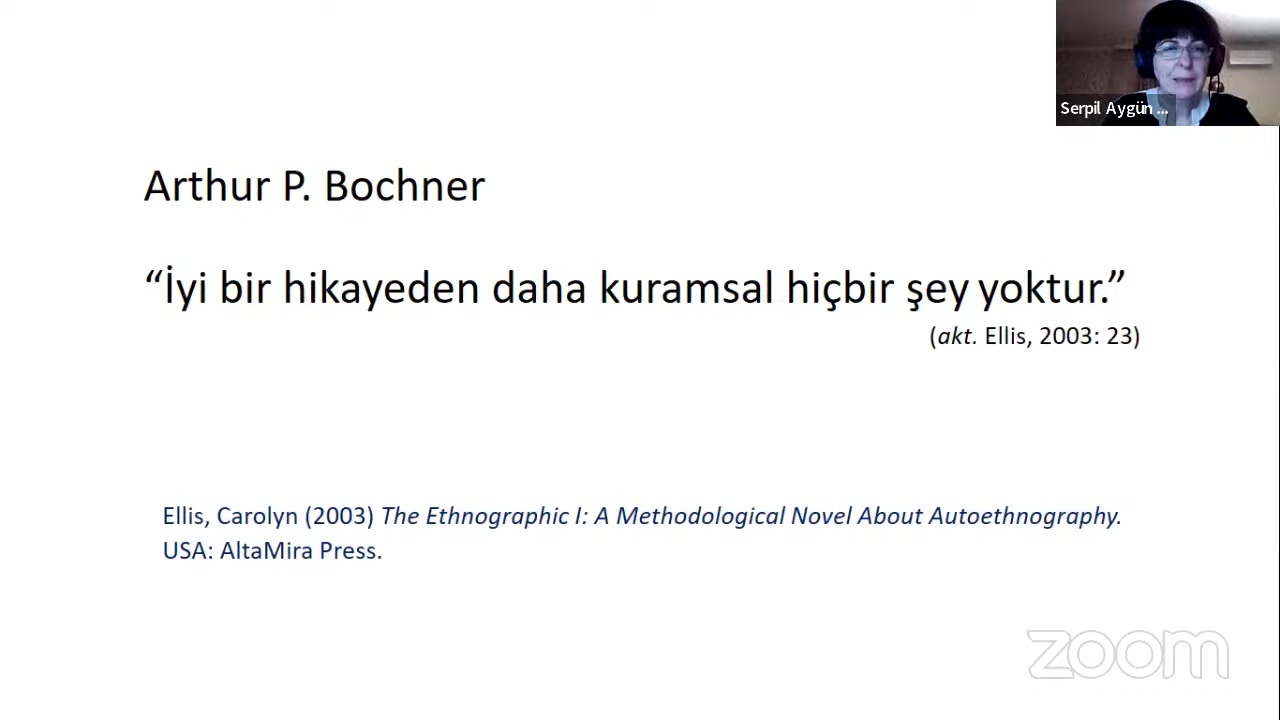 Serpil Aygün ...
Arthur P. Bochner
“İyi bir hikayeden daha kuramsal hiçbir şey yoktur.”
(akt. Ellis, 2003: 23)
Ellis, Carolyn (2003) The Ethnographic I: A Methodological Novel About Autoethnography.
USA: AltaMira Press.
zoom